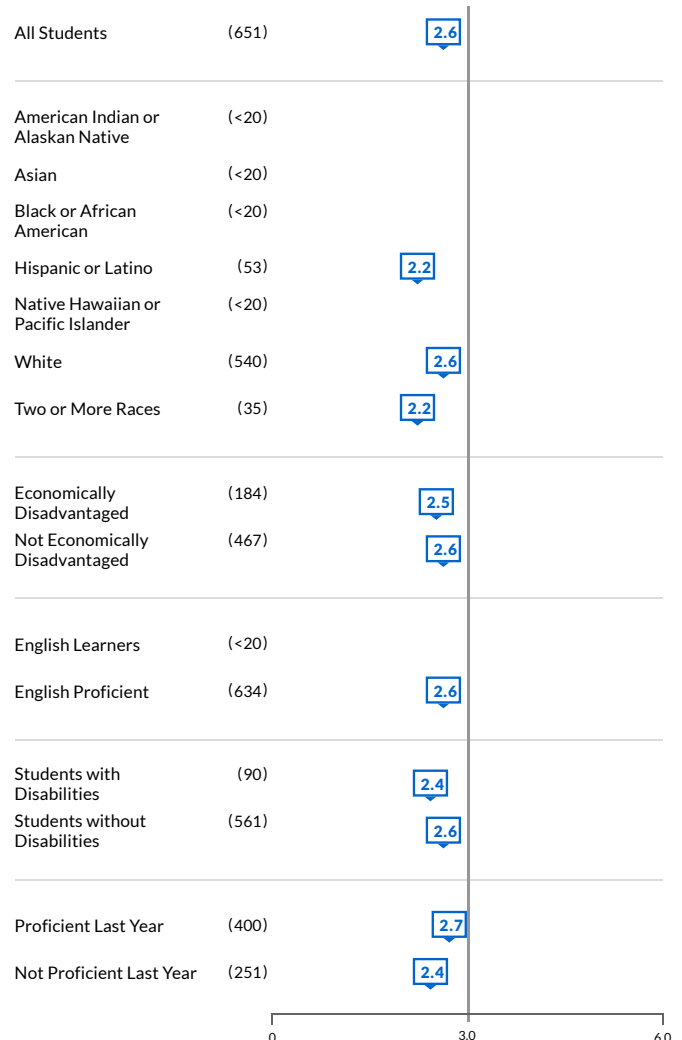 All Students (651) 2.6
American Indian or (<20)
Alaskan Native
Asian (<20)
Black or African (<20)
American
Hispanic or Latino (53) 2.2
Native Hawaiian or (<20)
Pacific Islander
White (540) 2.6
Two or More Races (35) 2.2
Economically (184) 2.5
Disadvantaged
Not Economically (467) 2.6
Disadvantaged
English Learners (<20)
English Proficient (634) 2.6
Students with (90) 2.4
Disabilities
Students without (561) 2.6
Disabilities
Proficient Last Year (400) 2.7
Not Proficient Last Year (251) 2.4
0 3.0 6.0